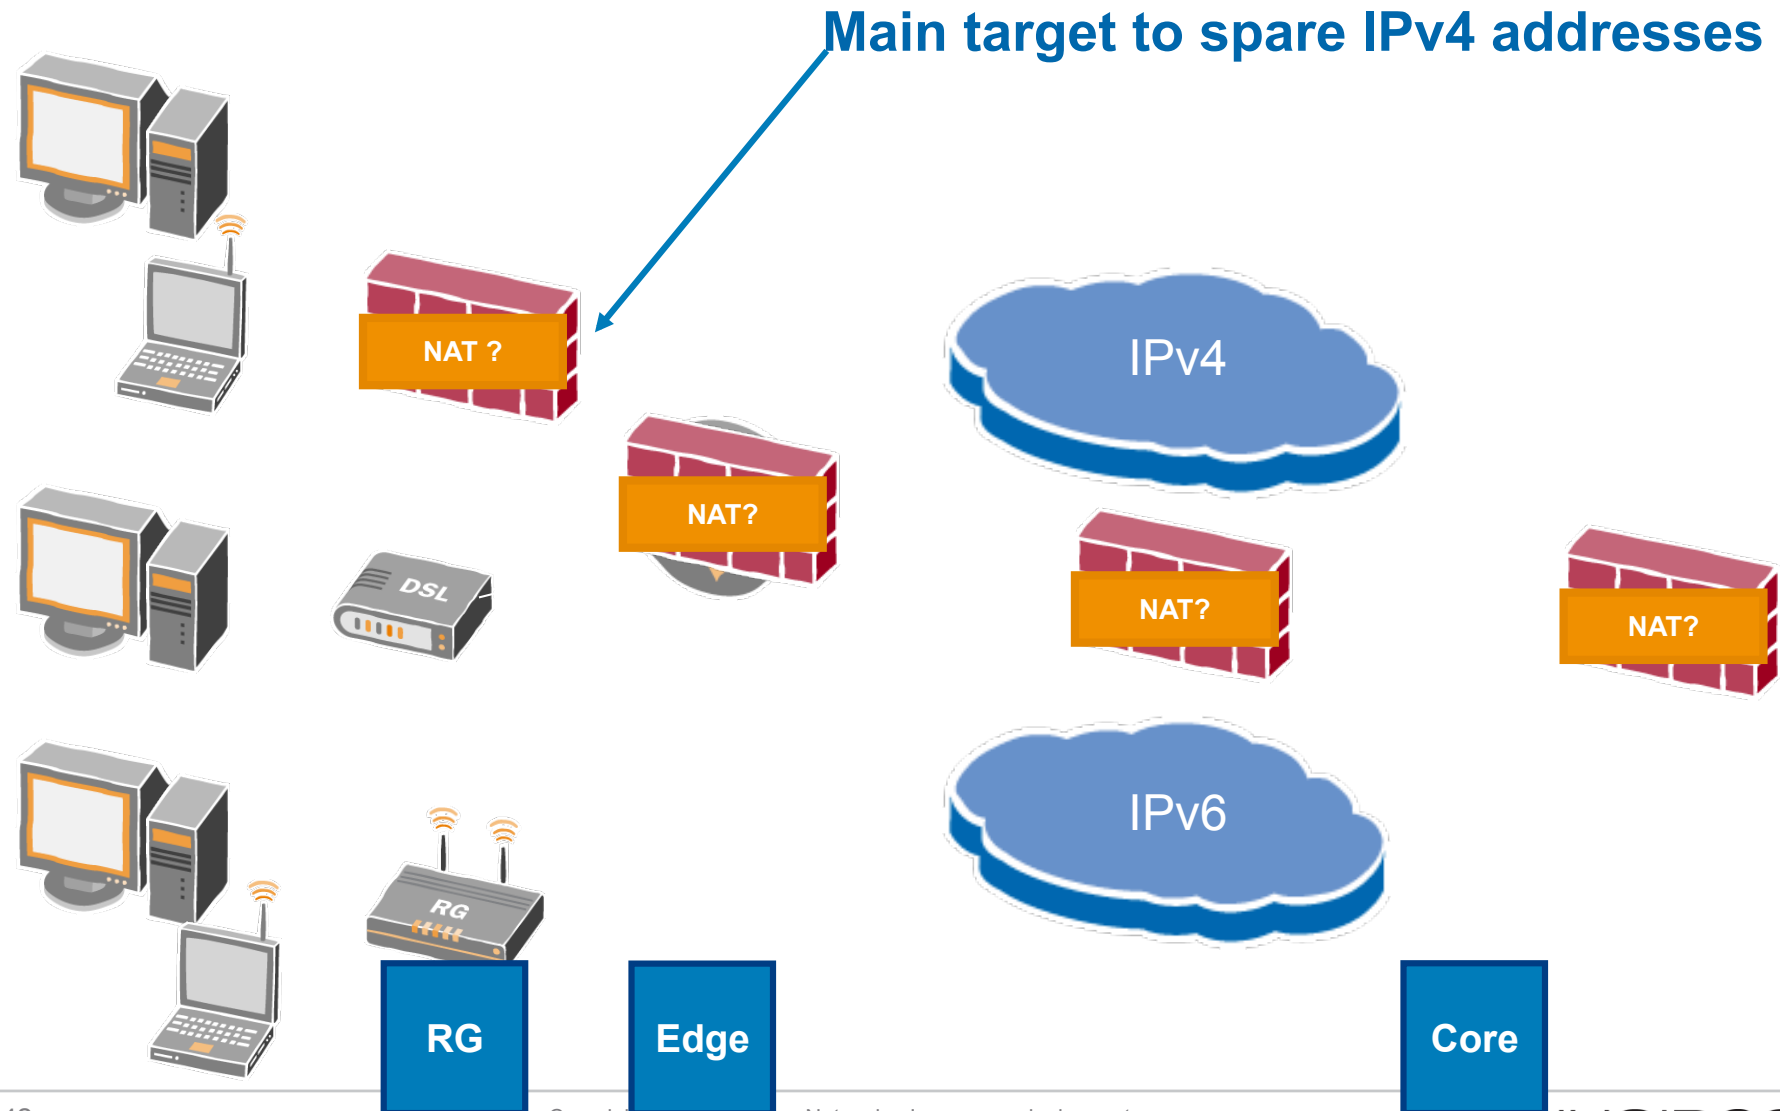 Main target to spare IPv4 addresses
NAT ?
IPv4
NAT?
DSL
NAT?
NAT?
IPv6
RG
RG
Edge
Core